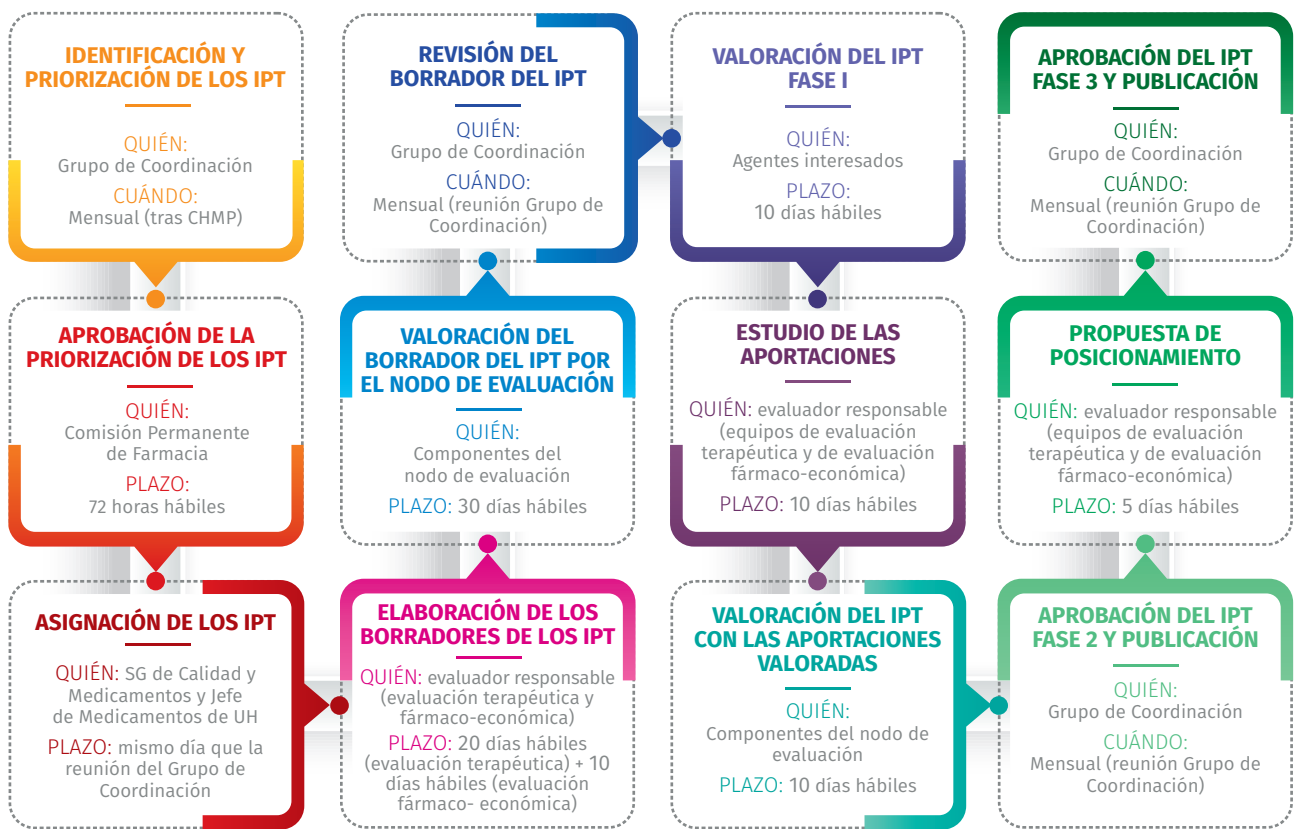 IDENTIFICACIÓN Y
PRIORIZACIÓN DE LOS IPT
QUIÉN:
Grupo de Coordinación
CUÁNDO:
Mensual (tras CHMP)
APROBACIÓN DE LA
PRIORIZACIÓN DE LOS IPT
QUIÉN:
Comisión Permanente
de Farmacia
PLAZO:
72 horas hábiles
ASIGNACIÓN DE LOS IPT
QUIÉN: SG de Calidad y
Medicamentos y Jefe
de Medicamentos de UH
PLAZO: mismo día que la
reunión del Grupo de
Coordinación
ELABORACIÓN DE LOS
BORRADORES DE LOS IPT
QUIÉN: evaluador responsable
(evaluación terapéutica y
fármaco-económica)
PLAZO: 20 días hábiles
(evaluación terapéutica) + 10
días hábiles (evaluación
fármaco- económica)
VALORACIÓN DEL
BORRADOR DEL IPT POR
EL NODO DE EVALUACIÓN
QUIÉN:
Componentes del
nodo de evaluación
PLAZO: 30 días hábiles
REVISIÓN DEL
BORRADOR DEL IPT
QUIÉN:
Grupo de Coordinación
CUÁNDO:
Mensual (reunión Grupo de
Coordinación)
VALORACIÓN DEL IPT
FASE I
QUIÉN:
Agentes interesados
PLAZO:
10 días hábiles
ESTUDIO DE LAS
APORTACIONES
QUIÉN: evaluador responsable
(equipos de evaluación
terapéutica y de evaluación
fármaco-económica)
PLAZO: 10 días hábiles
VALORACIÓN DEL IPT
CON LAS APORTACIONES
VALORADAS
QUIÉN:
Componentes del nodo de
evaluación
PLAZO: 10 días hábiles
APROBACIÓN DEL IPT
FASE 2 Y PUBLICACIÓN
QUIÉN:
Grupo de Coordinación
CUÁNDO:
Mensual (reunión Grupo de
Coordinación)
PROPUESTA DE
POSICIONAMIENTO
QUIÉN: evaluador responsable
(equipos de evaluación
terapéutica y de evaluación
fármaco-económica)
PLAZO: 5 días hábiles
APROBACIÓN DEL IPT
FASE 3 Y PUBLICACIÓN
QUIÉN:
Grupo de Coordinación
CUÁNDO:
Mensual (reunión Grupo de
Coordinación)